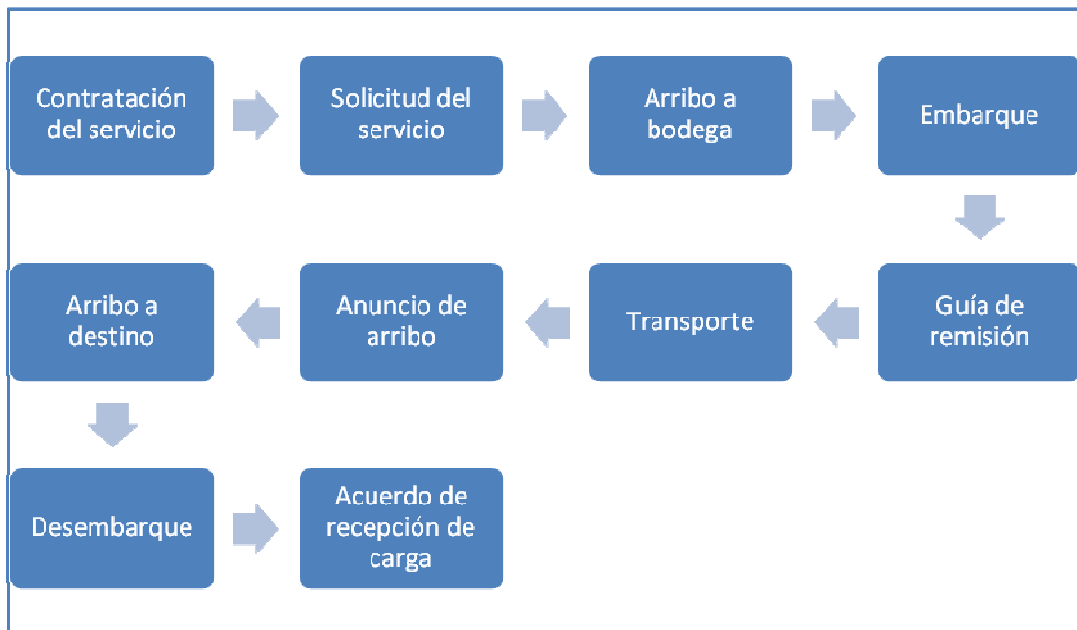 Contratación
del servicio
Solicitud del
servicio
Arribo a
bodega
Embarque
Guía de
remisión
Transporte
Anuncio de
arribo
Arribo a
destino
Desembarque
Acuerdo de
recepción de
carga